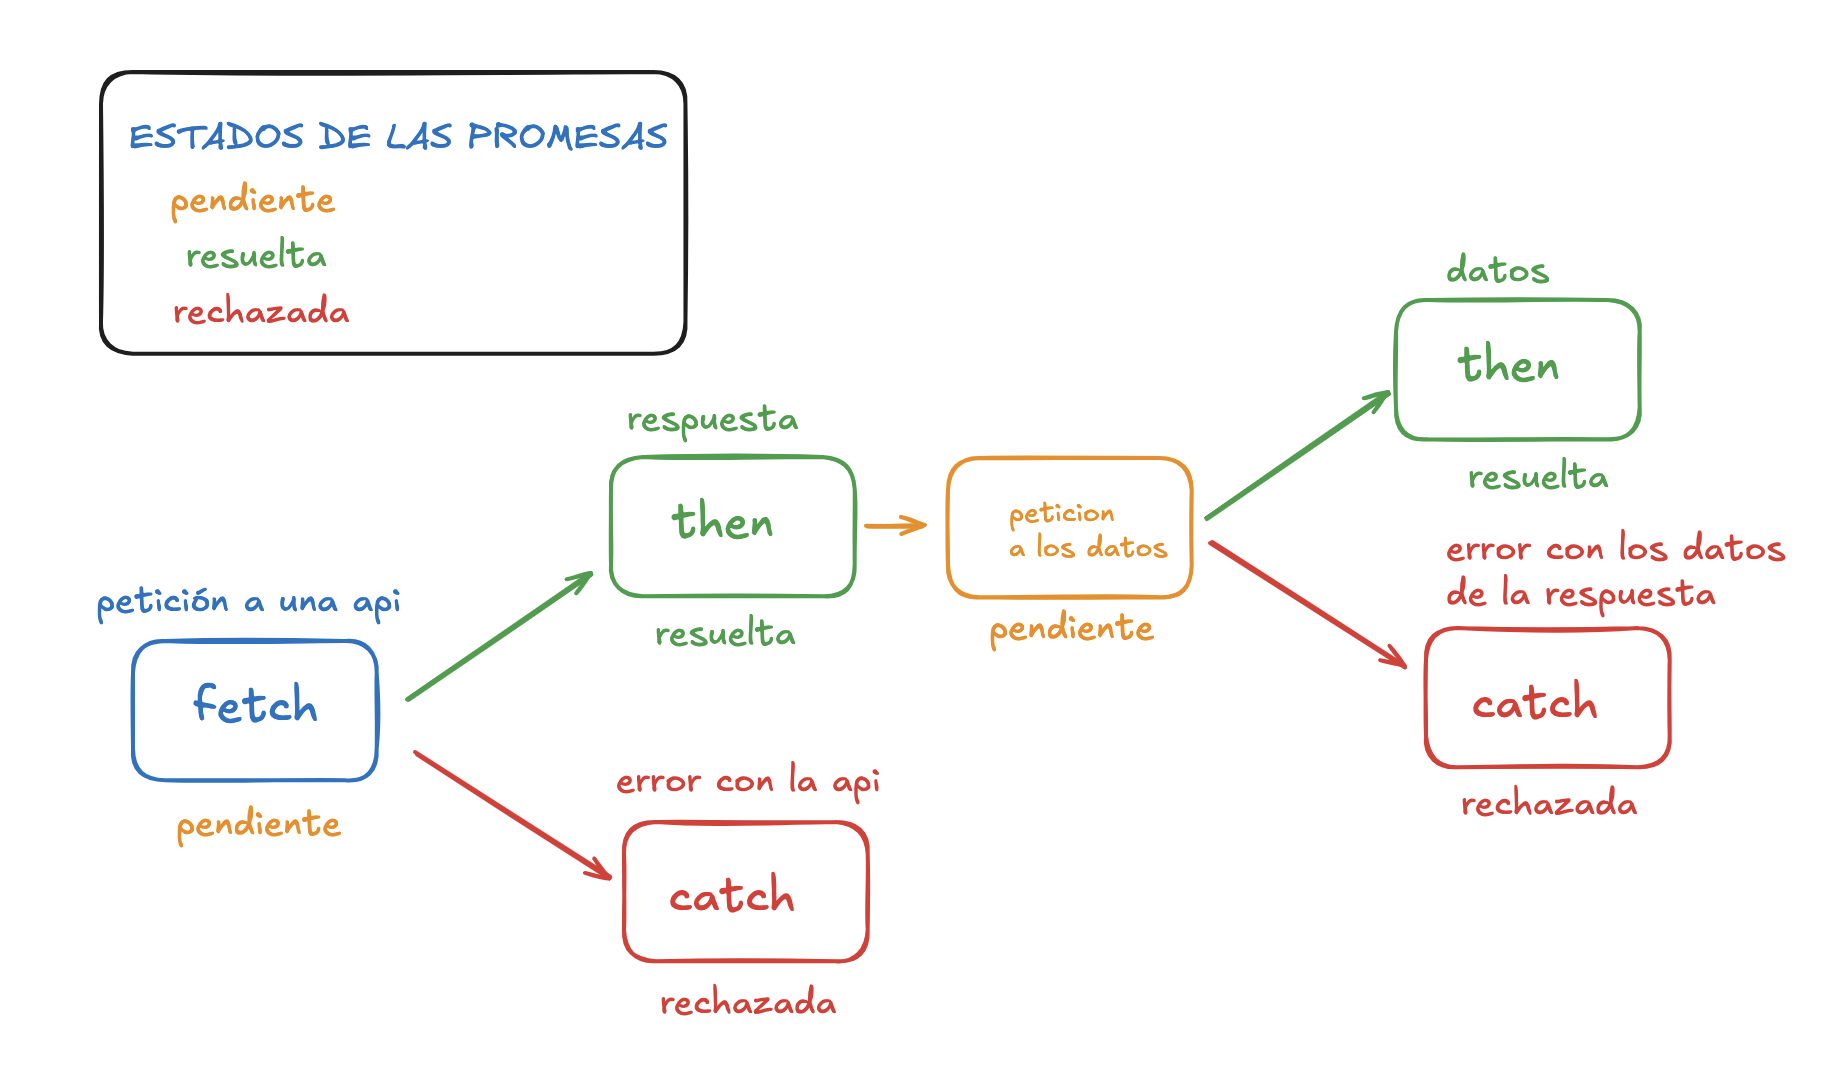 ESTADOS DE LAS PROMESAS
pendiente
resuelta
rechazada
petición a una api
fetch
pendiente
respuesta
then
resuelta
error con la api
catch
rechazada
peticion
a los datos
pendiente
datos
then
resuelta
error con los datos
de la respuesta
catch
rechazada